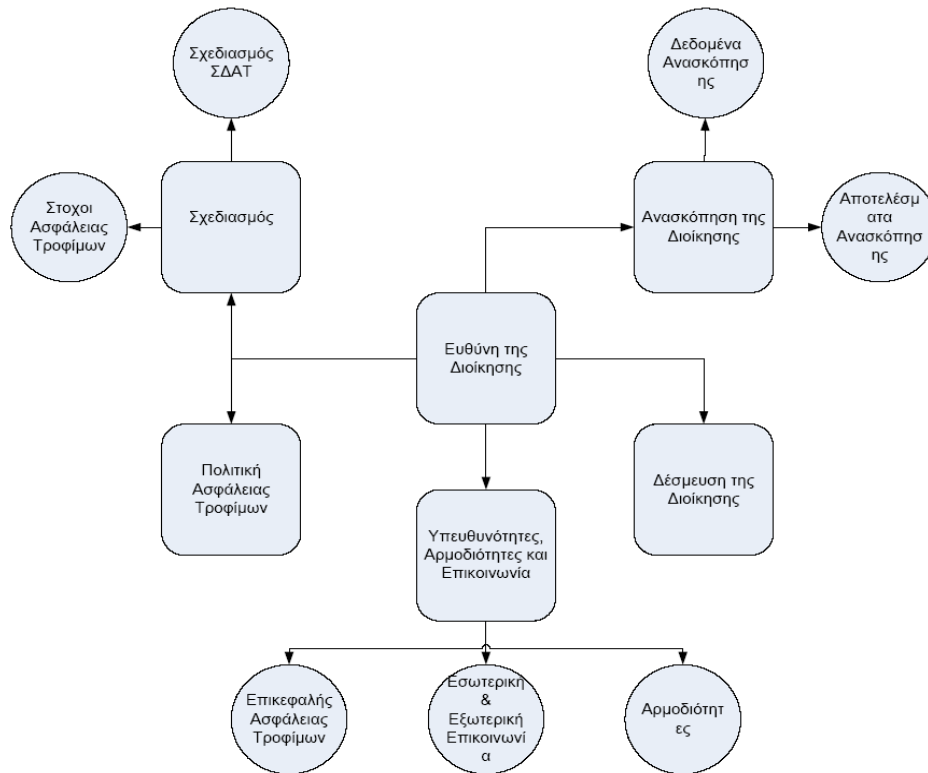 Σχεδιασμός
ΣΔΑΤ
Δεδομένα
Ανασκόπησ
ης
Στοχοι
Ασφάλειας
Τροφίμων
Σχεδιασμός
Ανασκόπηση της
Διοίκησης
Αποτελέσμ
ατα
Ανασκόπησ
ης
Ευθύνη της
Διοίκησης
Πολιτική
Ασφάλειας
Τροφίμων
Δέσμευση της
Διοίκησης
Υπευθυνότητες,
Αρμοδιότητες και
Επικοινωνία
Επικεφαλής
Ασφάλειας
Τροφίμων
Εσωτερική
&
Εξωτερική
Επικοινωνί
α
Αρμοδιότητ
ες